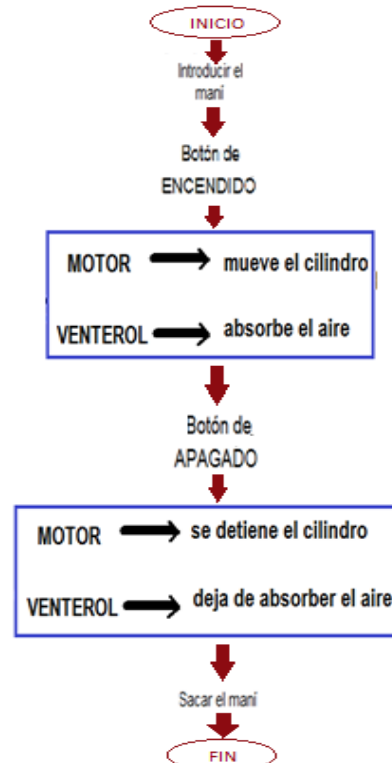 INICIO
Introducir el
maní
Botón de
ENCENDIDO
MOTOR mueve el cilindro
VENTEROL absorbe el aire
Botón de
APAGADO
MOTOR se detiene el cilindro
VENTEROL deja de absorber el aire
Sacar el maní
FIN